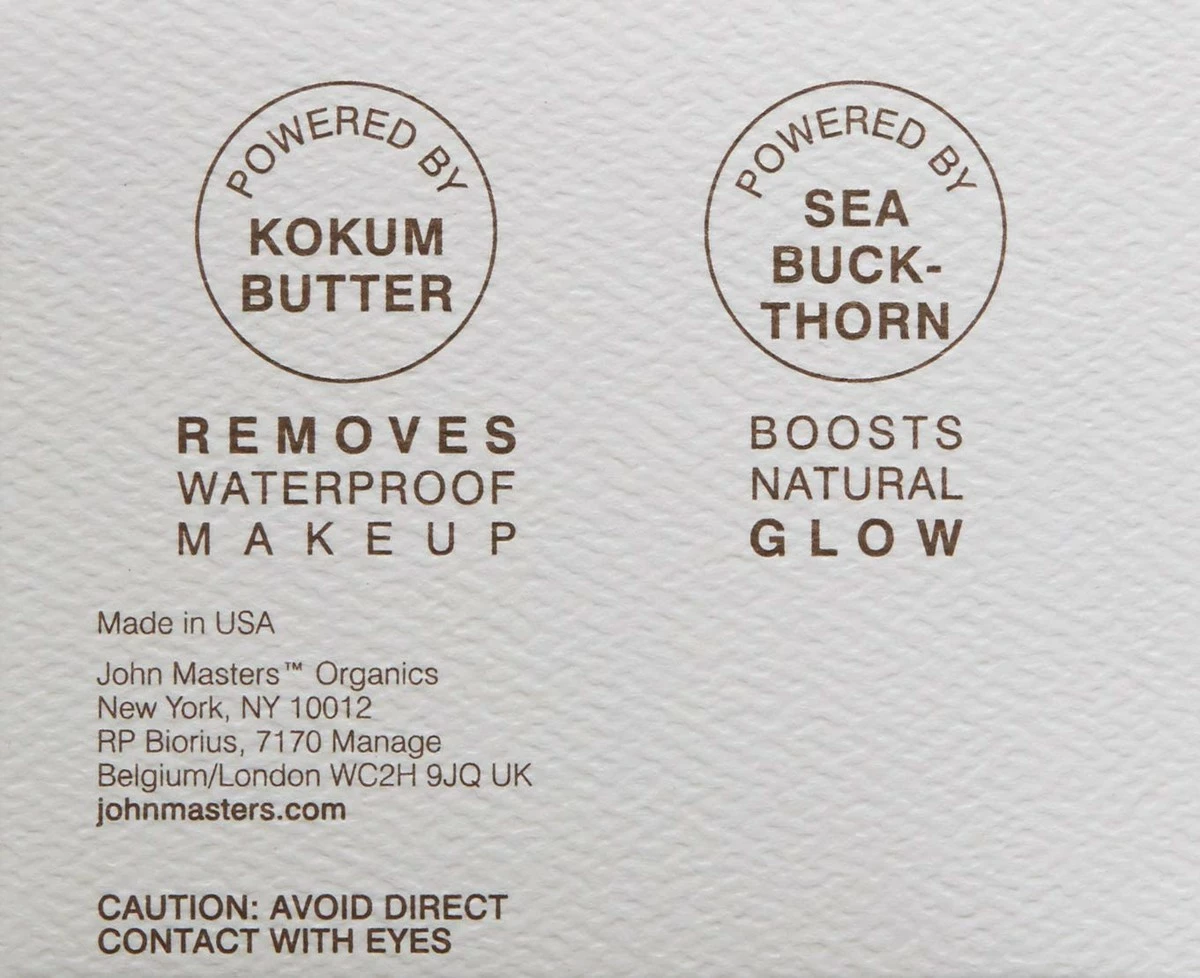 POWERED BY
KOKUM
BUTTER
REMOVES
WATERPROOF
MAKEUP
POWERED BY
SEA
BUCK-
THORN
BOOSTS
NATURAL
GLOW
Made in USA
John Masters™ Organics
New York, NY 10012
RP Biorius, 7170 Manage
Belgium/London WC2H 9JQ UK
johnmasters.com
CAUTION: AVOID DIRECT
CONTACT WITH EYES